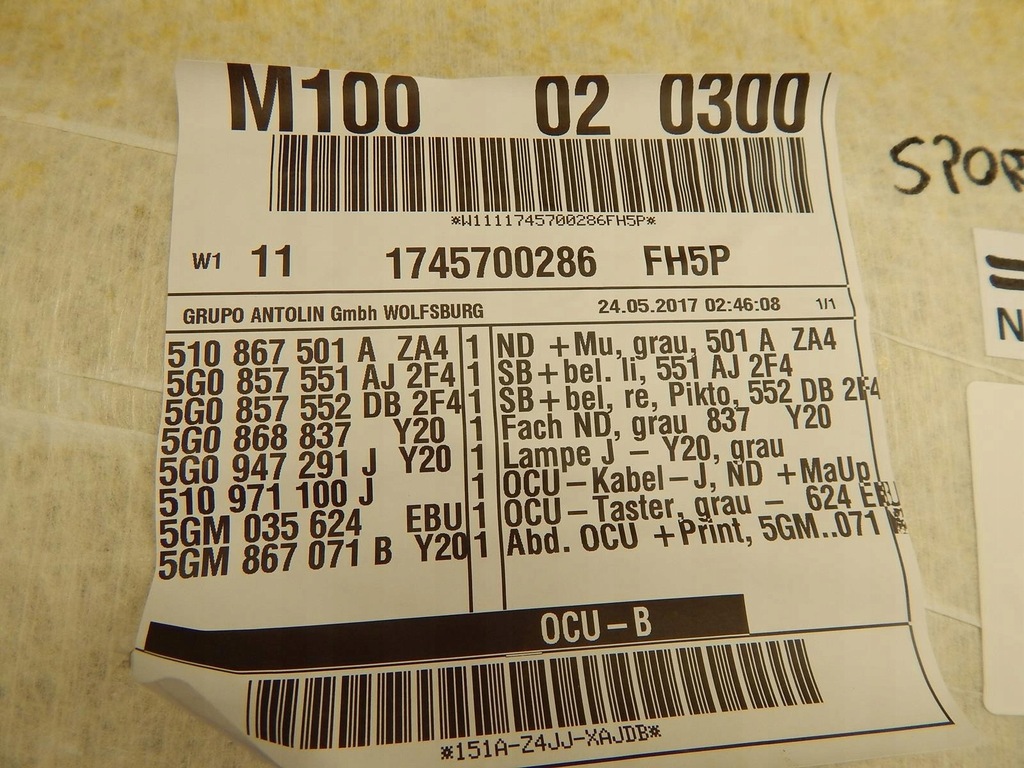 M100 02 0300
*W1111745700286FH5P*
W1 11 1745700286 FH5P
GRUPO ANTOLIN Gmbh WOLFSBURG 24.05.2017 02:46:08 1/1
510 867 501 A ZA4 1 ND +Mu, grau, 501 A ZA4
5G0 857 551 AJ 2F4 1 SB+bel. li, 551 AJ 2F4
5G0 857 552 DB 2F4 1 SB+bel, re, Pikto, 552 DB 2F4
5G0 868 837 Y20 1 Fach ND, grau 837 Y20
5G0 947 291 J Y20 1 Lampe J – Y20, grau
510 971 100 J 1 OCU–Kabel–J, ND +MaUp
5GM 035 624 EBU 1 OCU–Taster, grau – 624 EBU
5GM 867 071 B Y20 1 Abd. OCU +Print, 5GM..071
OCU–B
*151A-Z4JJ-XAJDB*
SPOR
N